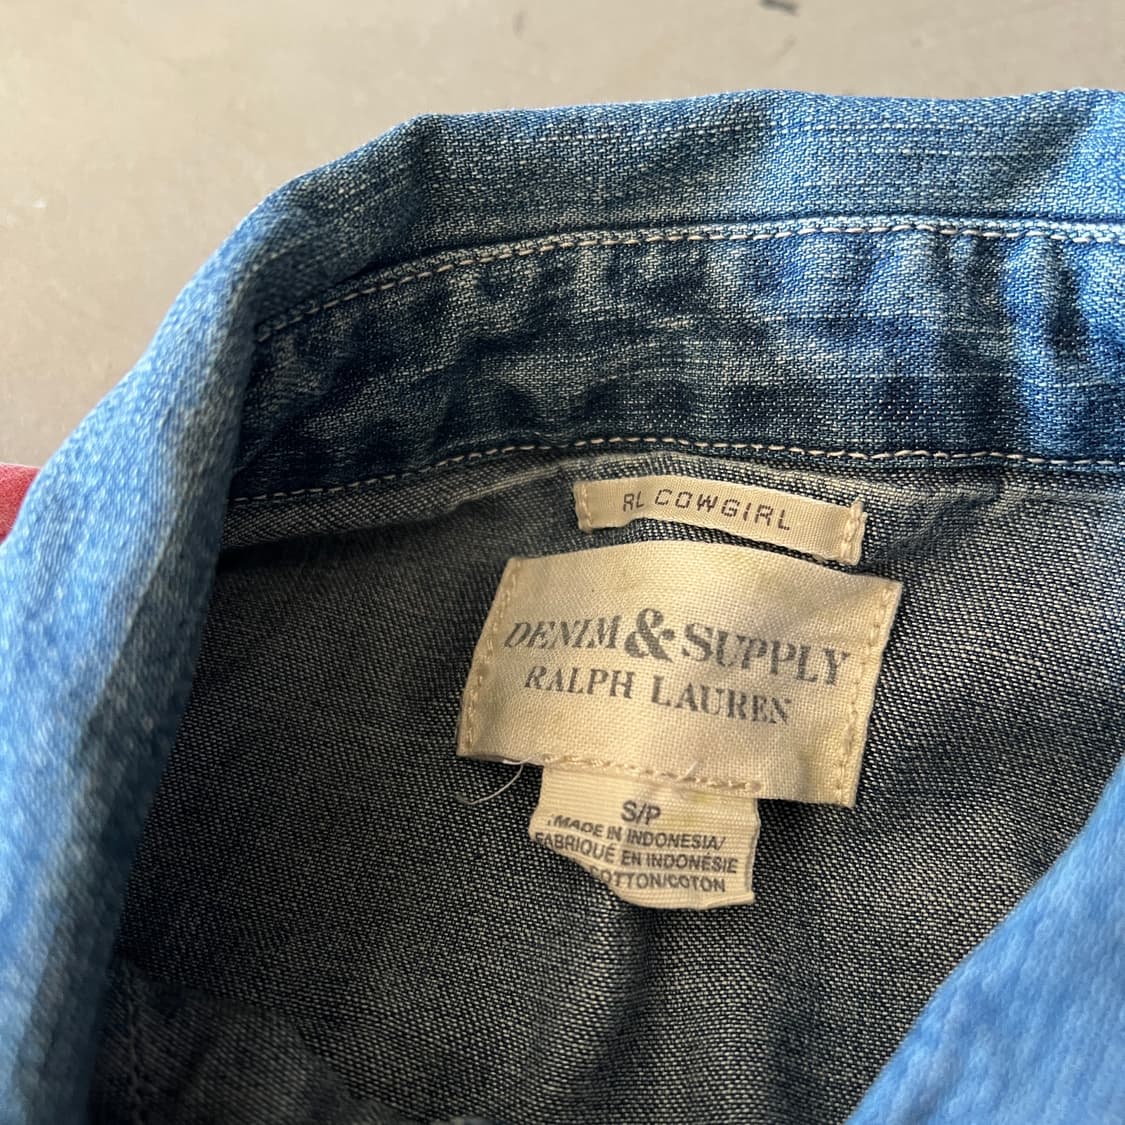 RL COWGIRL
DENIM & SUPPLY
RALPH LAUREN
S/P
MADE IN INDONESIA/
FABRIQUÉ EN INDONÉSIE
COTTON/COTON